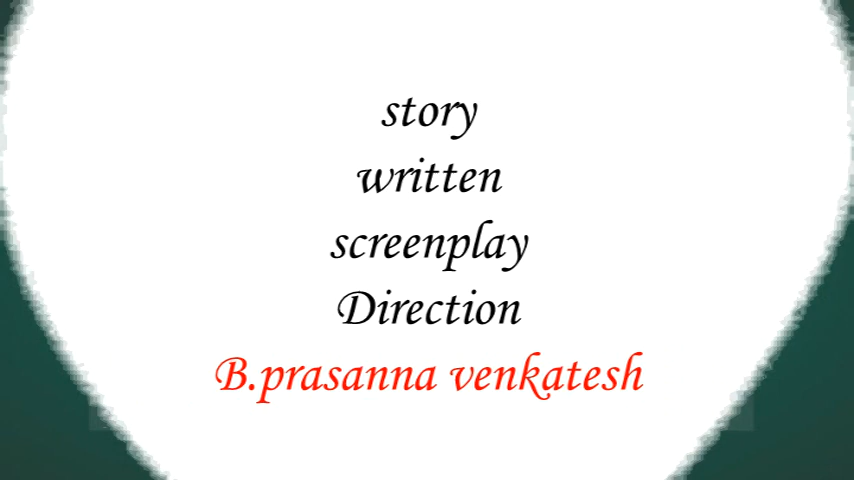 story
written
screenplay
Direction
B.prasanna venkatesh